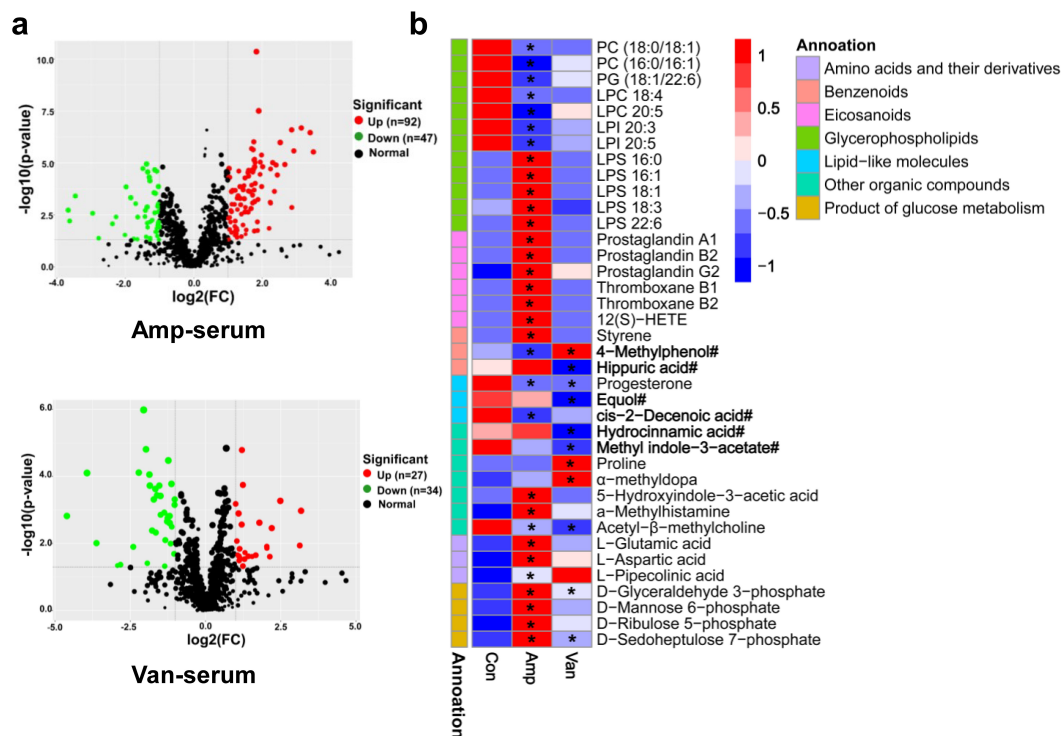 a
10.0
7.5
5.0
2.5
0.0
-4.0
-2.0
0.0
2.0
4.0
-log10(p-value)
log2(FC)
Significant
Up (n=92)
Down (n=47)
Normal
Amp-serum
6.0
4.0
2.0
0.0
-5.0
-2.5
0.0
2.5
5.0
-log10(p-value)
log2(FC)
Significant
Up (n=27)
Down (n=34)
Normal
Van-serum
b
* PC (18:0/18:1)
* PC (16:0/16:1)
* PG (18:1/22:6)
* LPC 18:4
* LPC 20:5
* LPI 20:3
* LPI 20:5
* LPS 16:0
* LPS 16:1
* LPS 18:1
* LPS 18:3
* LPS 22:6
* Prostaglandin A1
* Prostaglandin B2
* Prostaglandin G2
* Thromboxane B1
* Thromboxane B2
* 12(S)−HETE
* Styrene
* * 4−Methylphenol#
* Hippuric acid#
* * Progesterone
* Equol#
* cis−2−Decenoic acid#
* Hydrocinnamic acid#
* Methyl indole−3−acetate#
* Proline
* α−methyldopa
* 5−Hydroxyindole−3−acetic acid
* a−Methylhistamine
* * Acetyl−β−methylcholine
* L−Glutamic acid
* L−Aspartic acid
* L−Pipecolinic acid
* * D−Glyceraldehyde 3−phosphate
* D−Mannose 6−phosphate
* D−Ribulose 5−phosphate
* * D−Sedoheptulose 7−phosphate
Annoation
Con
Amp
Van
1
0.5
0
−0.5
−1
Annoation
Amino acids and their derivatives
Benzenoids
Eicosanoids
Glycerophospholipids
Lipid−like molecules
Other organic compounds
Product of glucose metabolism